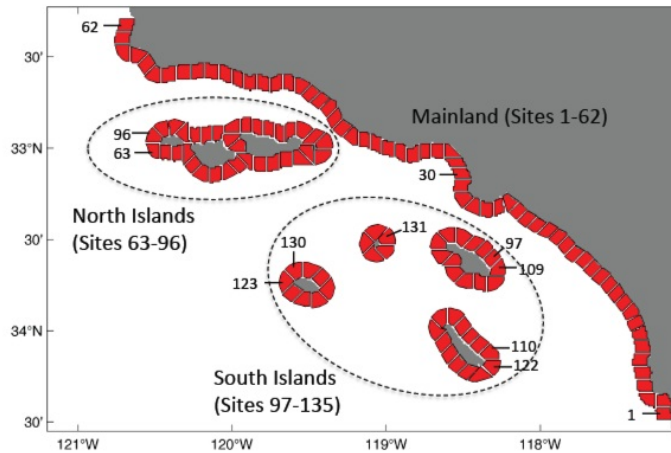 62
30'
96
63
33°N
Mainland (Sites 1-62)
30
North Islands
(Sites 63-96)
131
97
30'
130
123
109
34°N
110
122
South Islands
(Sites 97-135)
30'
1
121°W
120°W
119°W
118°W